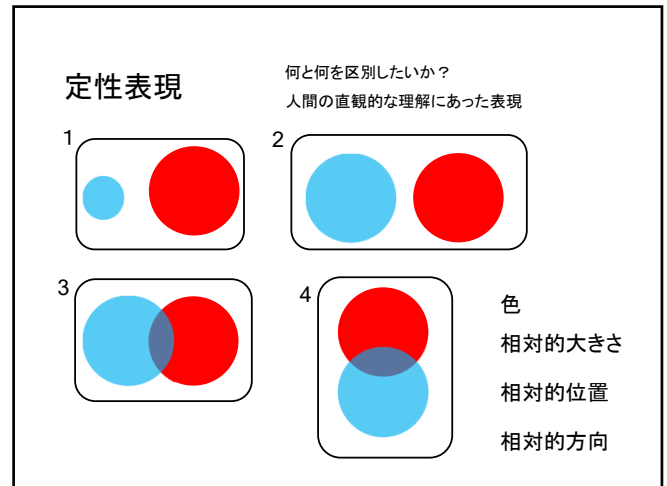 定性表現
何と何を区別したいか？
人間の直観的な理解にあった表現
1
2
3
4
色
相対的大きさ
相対的位置
相対的方向